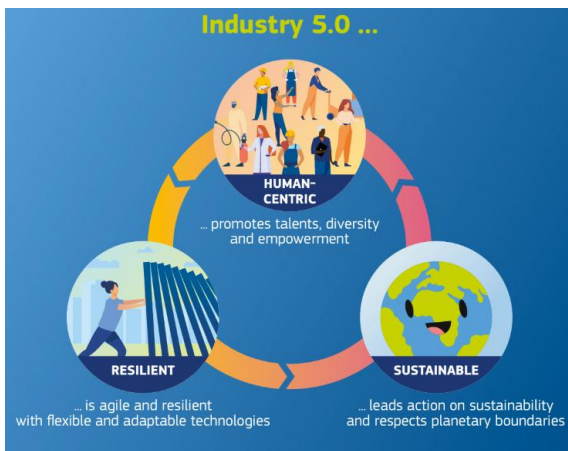 Industry 5.0 ...
HUMAN-
CENTRIC
... promotes talents, diversity
and empowerment
RESILIENT
... is agile and resilient
with flexible and adaptable technologies
SUSTAINABLE
... leads action on sustainability
and respects planetary boundaries